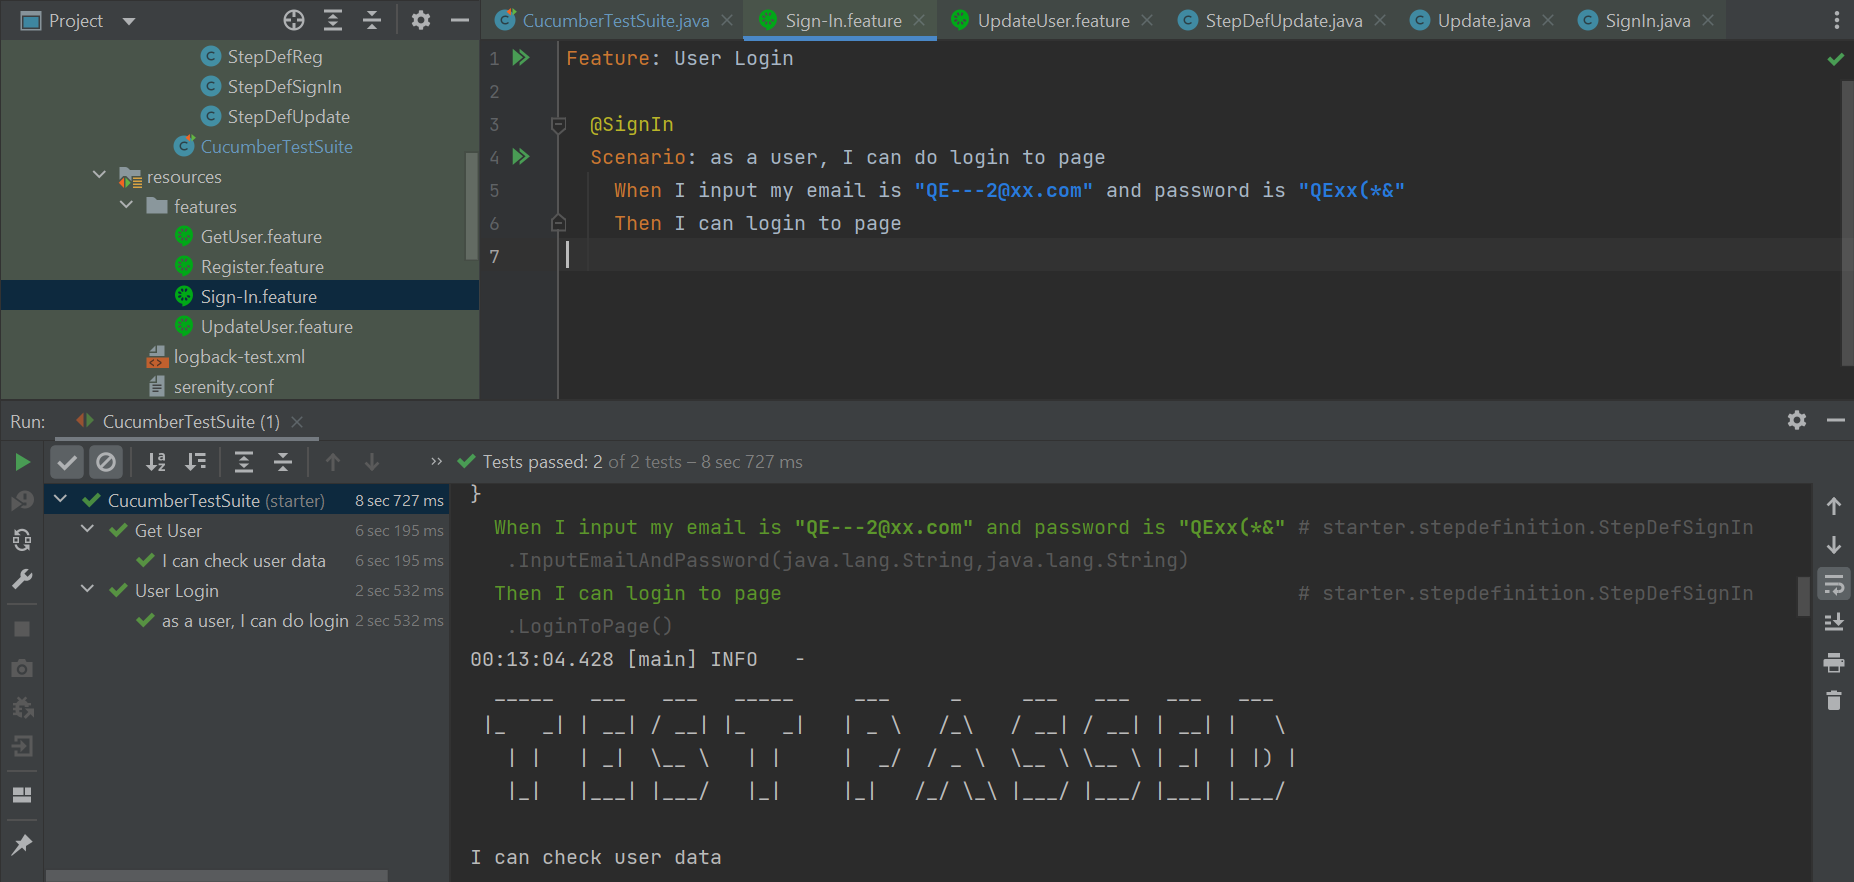 Project
CucumberTestSuite.java
Sign-In.feature
UpdateUser.feature
StepDefUpdate.java
Update.java
SignIn.java
StepDefReg
StepDefSignIn
StepDefUpdate
CucumberTestSuite
resources
features
GetUser.feature
Register.feature
Sign-In.feature
UpdateUser.feature
logback-test.xml
serenity.conf
1 Feature: User Login
2
3 @SignIn
4 Scenario: as a user, I can do login to page
5 When I input my email is "QE---2@xx.com" and password is "QExx(*&"
6 Then I can login to page
7
Run: CucumberTestSuite (1)
Tests passed: 2 of 2 tests – 8 sec 727 ms
CucumberTestSuite (starter) 8 sec 727 ms
Get User 6 sec 195 ms
I can check user data 6 sec 195 ms
User Login 2 sec 532 ms
as a user, I can do login 2 sec 532 ms
}
When I input my email is "QE---2@xx.com" and password is "QExx(*&" # starter.stepdefinition.StepDefSignIn
.InputEmailAndPassword(java.lang.String,java.lang.String)
Then I can login to page # starter.stepdefinition.StepDefSignIn
.LoginToPage()
00:13:04.428 [main] INFO -
TEST PASSED
I can check user data